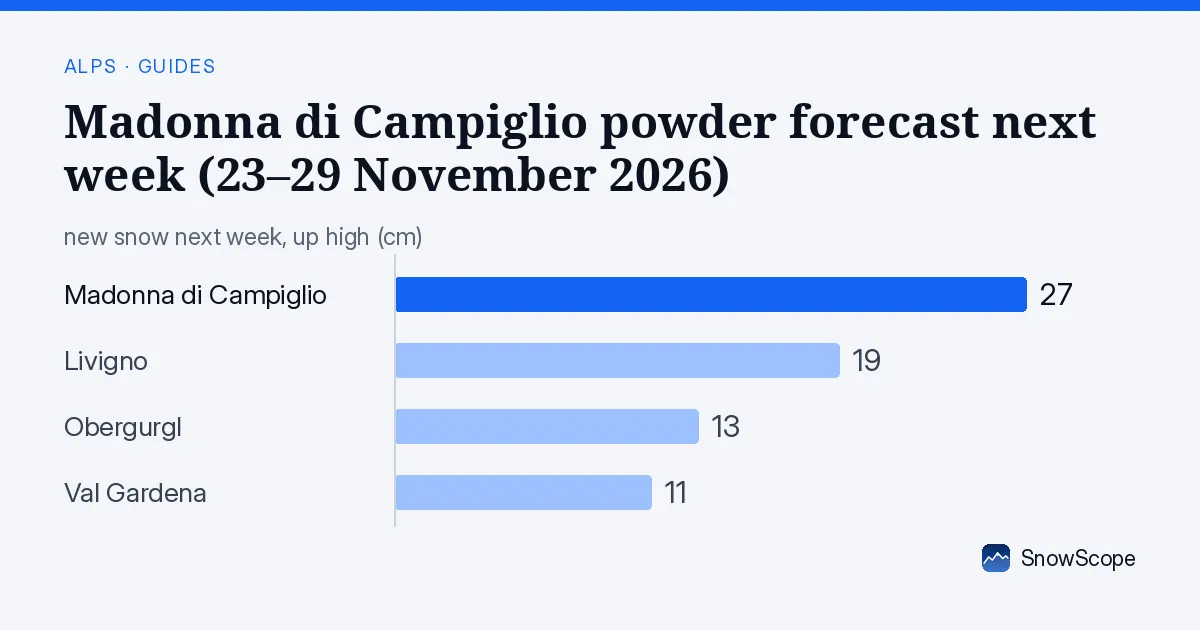 ALPS · GUIDES
Madonna di Campiglio powder forecast next
week (23–29 November 2026)
new snow next week, up high (cm)
Madonna di Campiglio 27
Livigno 19
Obergurgl 13
Val Gardena 11
SnowScope